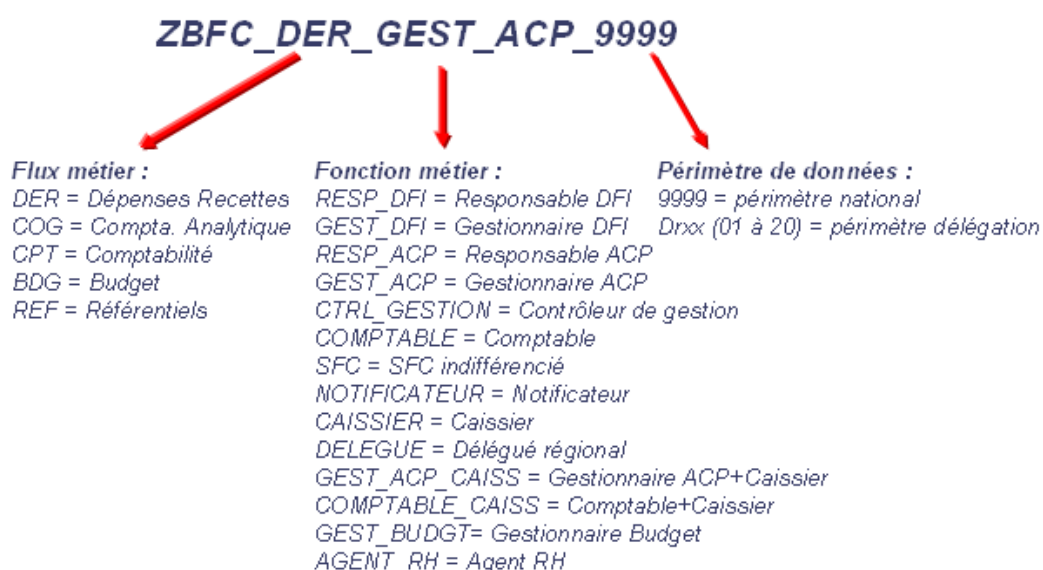 ZBFC_DER_GEST_ACP_9999
Flux métier :
DER = Dépenses Recettes
COG = Compta. Analytique
CPT = Comptabilité
BDG = Budget
REF = Référentiels
Fonction métier :
RESP_DFI = Responsable DFI
GEST_DFI = Gestionnaire DFI
RESP_ACP = Responsable ACP
GEST_ACP = Gestionnaire ACP
CTRL_GESTION = Contrôleur de gestion
COMPTABLE = Comptable
SFC = SFC indifférencié
NOTIFICATEUR = Notificateur
CAISSIER = Caissier
DELEGUE = Délégué régional
GEST_ACP_CAISS = Gestionnaire ACP+Caissier
COMPTABLE_CAISS = Comptable+Caissier
GEST_BUDGT= Gestionnaire Budget
AGENT_RH = Agent RH
Périmètre de données :
9999 = périmètre national
Drxx (01 à 20) = périmètre délégation